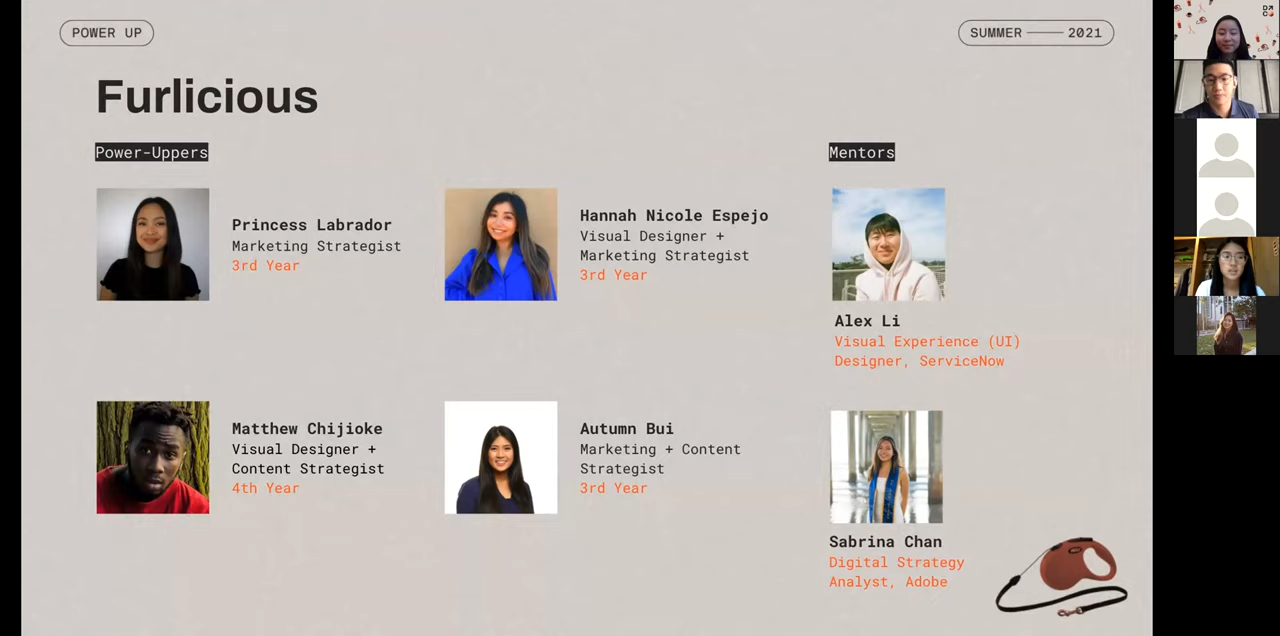 POWER UP
SUMMER 2021
Furlicious
Power-Uppers
Mentors
Princess Labrador
Marketing Strategist
3rd Year
Hannah Nicole Espejo
Visual Designer +
Marketing Strategist
3rd Year
Alex Li
Visual Experience (UI)
Designer, ServiceNow
Matthew Chijioke
Visual Designer +
Content Strategist
4th Year
Autumn Bui
Marketing + Content
Strategist
3rd Year
Sabrina Chan
Digital Strategy
Analyst, Adobe